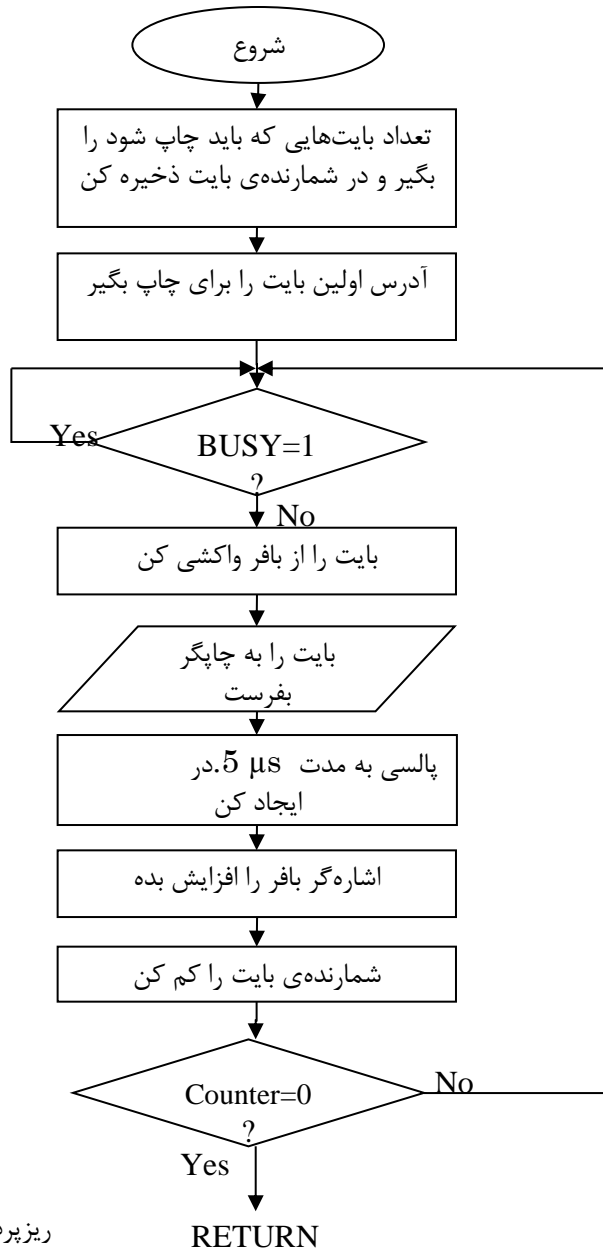 شروع
تعداد بایت‌هایی که باید چاپ شود را
بگیر و در شمارنده‌ی بایت ذخیره کن
آدرس اولین بایت را برای چاپ بگیر
Yes
BUSY=1
?
No
بایت را از بافر واکشی کن
بایت را به چاپگر
بفرست
پالسی به مدت .5 μs در
ایجاد کن
اشاره‌گر بافر را افزایش بده
شمارنده‌ی بایت را کم کن
Counter=0
?
No
Yes
RETURN